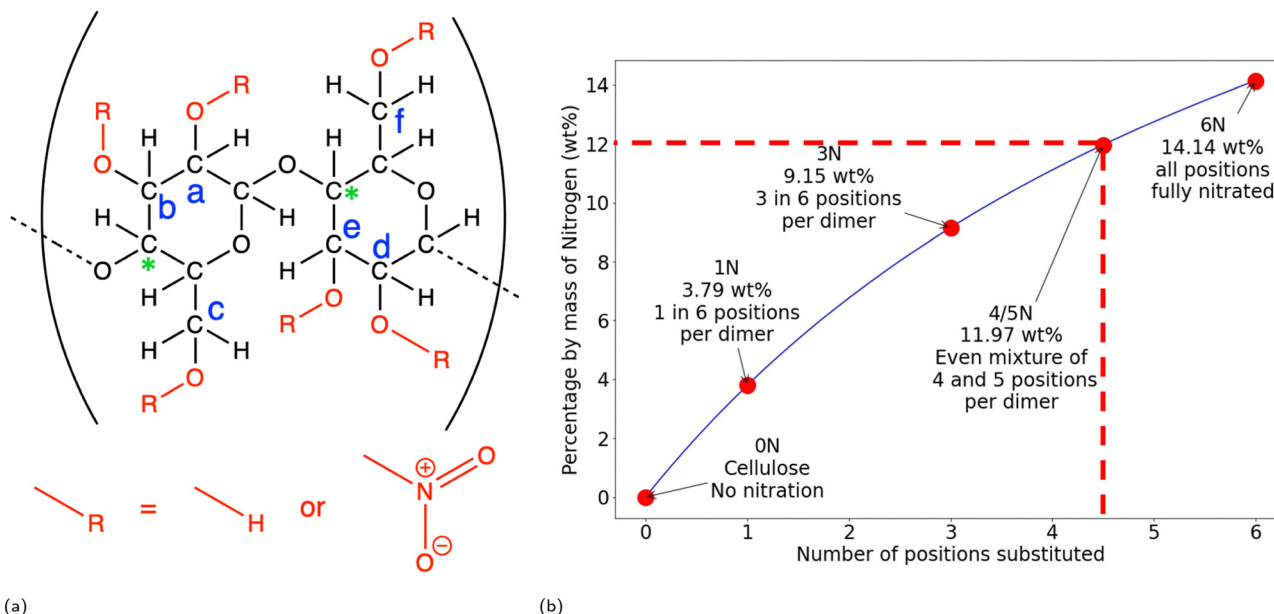 R
O
R H H
R O C
f
H H H H
O C O C
C a C C * O
b H
H e H
C O C d C
*
O C H C H
H O
c
C R O
H H R
O
R
R = H or N ⊕ O
O ⊖
(a)
Percentage by mass of Nitrogen (wt%)
14
12
10
8
6
4
2
0
0 1 2 3 4 5 6
Number of positions substituted
0N
Cellulose
No nitration
1N
3.79 wt%
1 in 6 positions
per dimer
3N
9.15 wt%
3 in 6 positions
per dimer
4/5N
11.97 wt%
Even mixture of
4 and 5 positions
per dimer
6N
14.14 wt%
all positions
fully nitrated
(b)